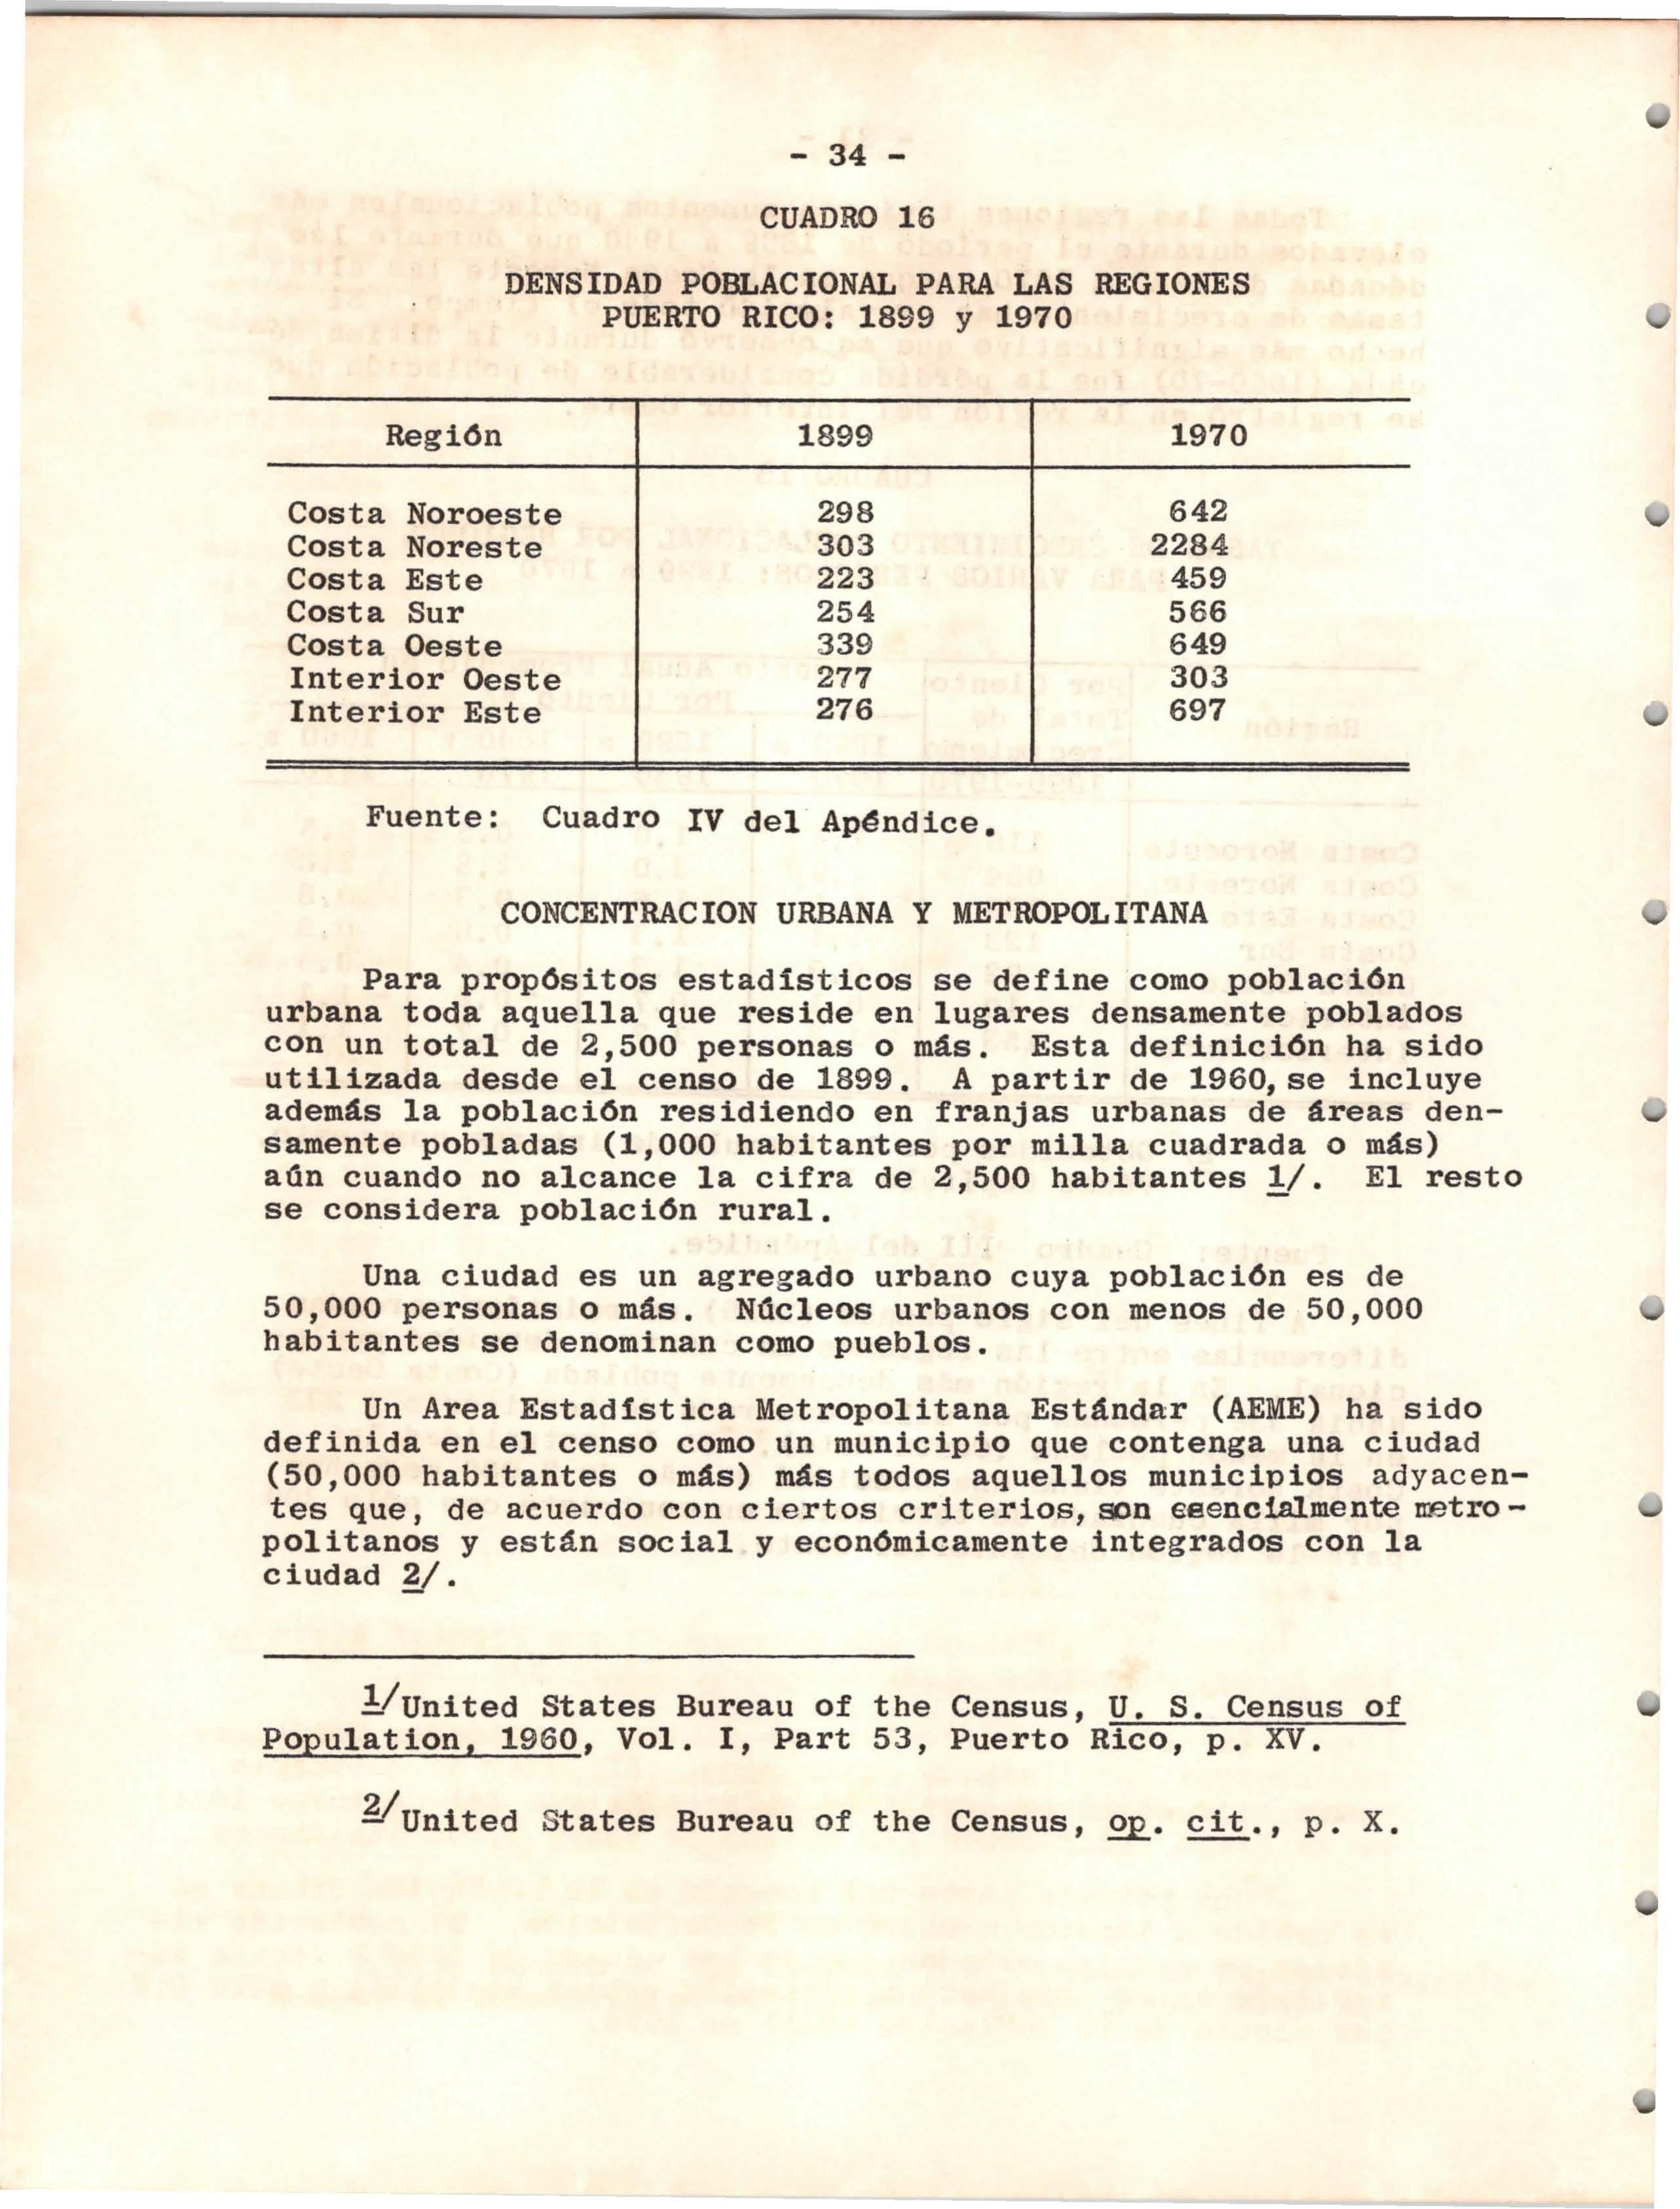 - 34 -
CUADRO 16
DENSIDAD POBLACIONAL PARA LAS REGIONES
PUERTO RICO: 1899 y 1970
Región 1899 1970
Costa Noroeste 298 642
Costa Noreste 303 2284
Costa Este 223 459
Costa Sur 254 566
Costa Oeste 339 649
Interior Oeste 277 303
Interior Este 276 697
Fuente: Cuadro IV del Apéndice.
CONCENTRACION URBANA Y METROPOLITANA
Para propósitos estadísticos se define como población
urbana toda aquella que reside en lugares densamente poblados
con un total de 2,500 personas o más. Esta definición ha sido
utilizada desde el censo de 1899. A partir de 1960, se incluye
además la población residiendo en franjas urbanas de áreas den-
samente pobladas (1,000 habitantes por milla cuadrada o más)
aún cuando no alcance la cifra de 2,500 habitantes 1/. El resto
se considera población rural.
Una ciudad es un agregado urbano cuya población es de
50,000 personas o más. Núcleos urbanos con menos de 50,000
habitantes se denominan como pueblos.
Un Area Estadística Metropolitana Estándar (AEME) ha sido
definida en el censo como un municipio que contenga una ciudad
(50,000 habitantes o más) más todos aquellos municipios adyacen-
tes que, de acuerdo con ciertos criterios, son esencialmente metro-
politanos y están social y económicamente integrados con la
ciudad 2/.
1/United States Bureau of the Census, U. S. Census of
Population, 1960, Vol. I, Part 53, Puerto Rico, p. XV.
2/United States Bureau of the Census, op. cit., p. X.